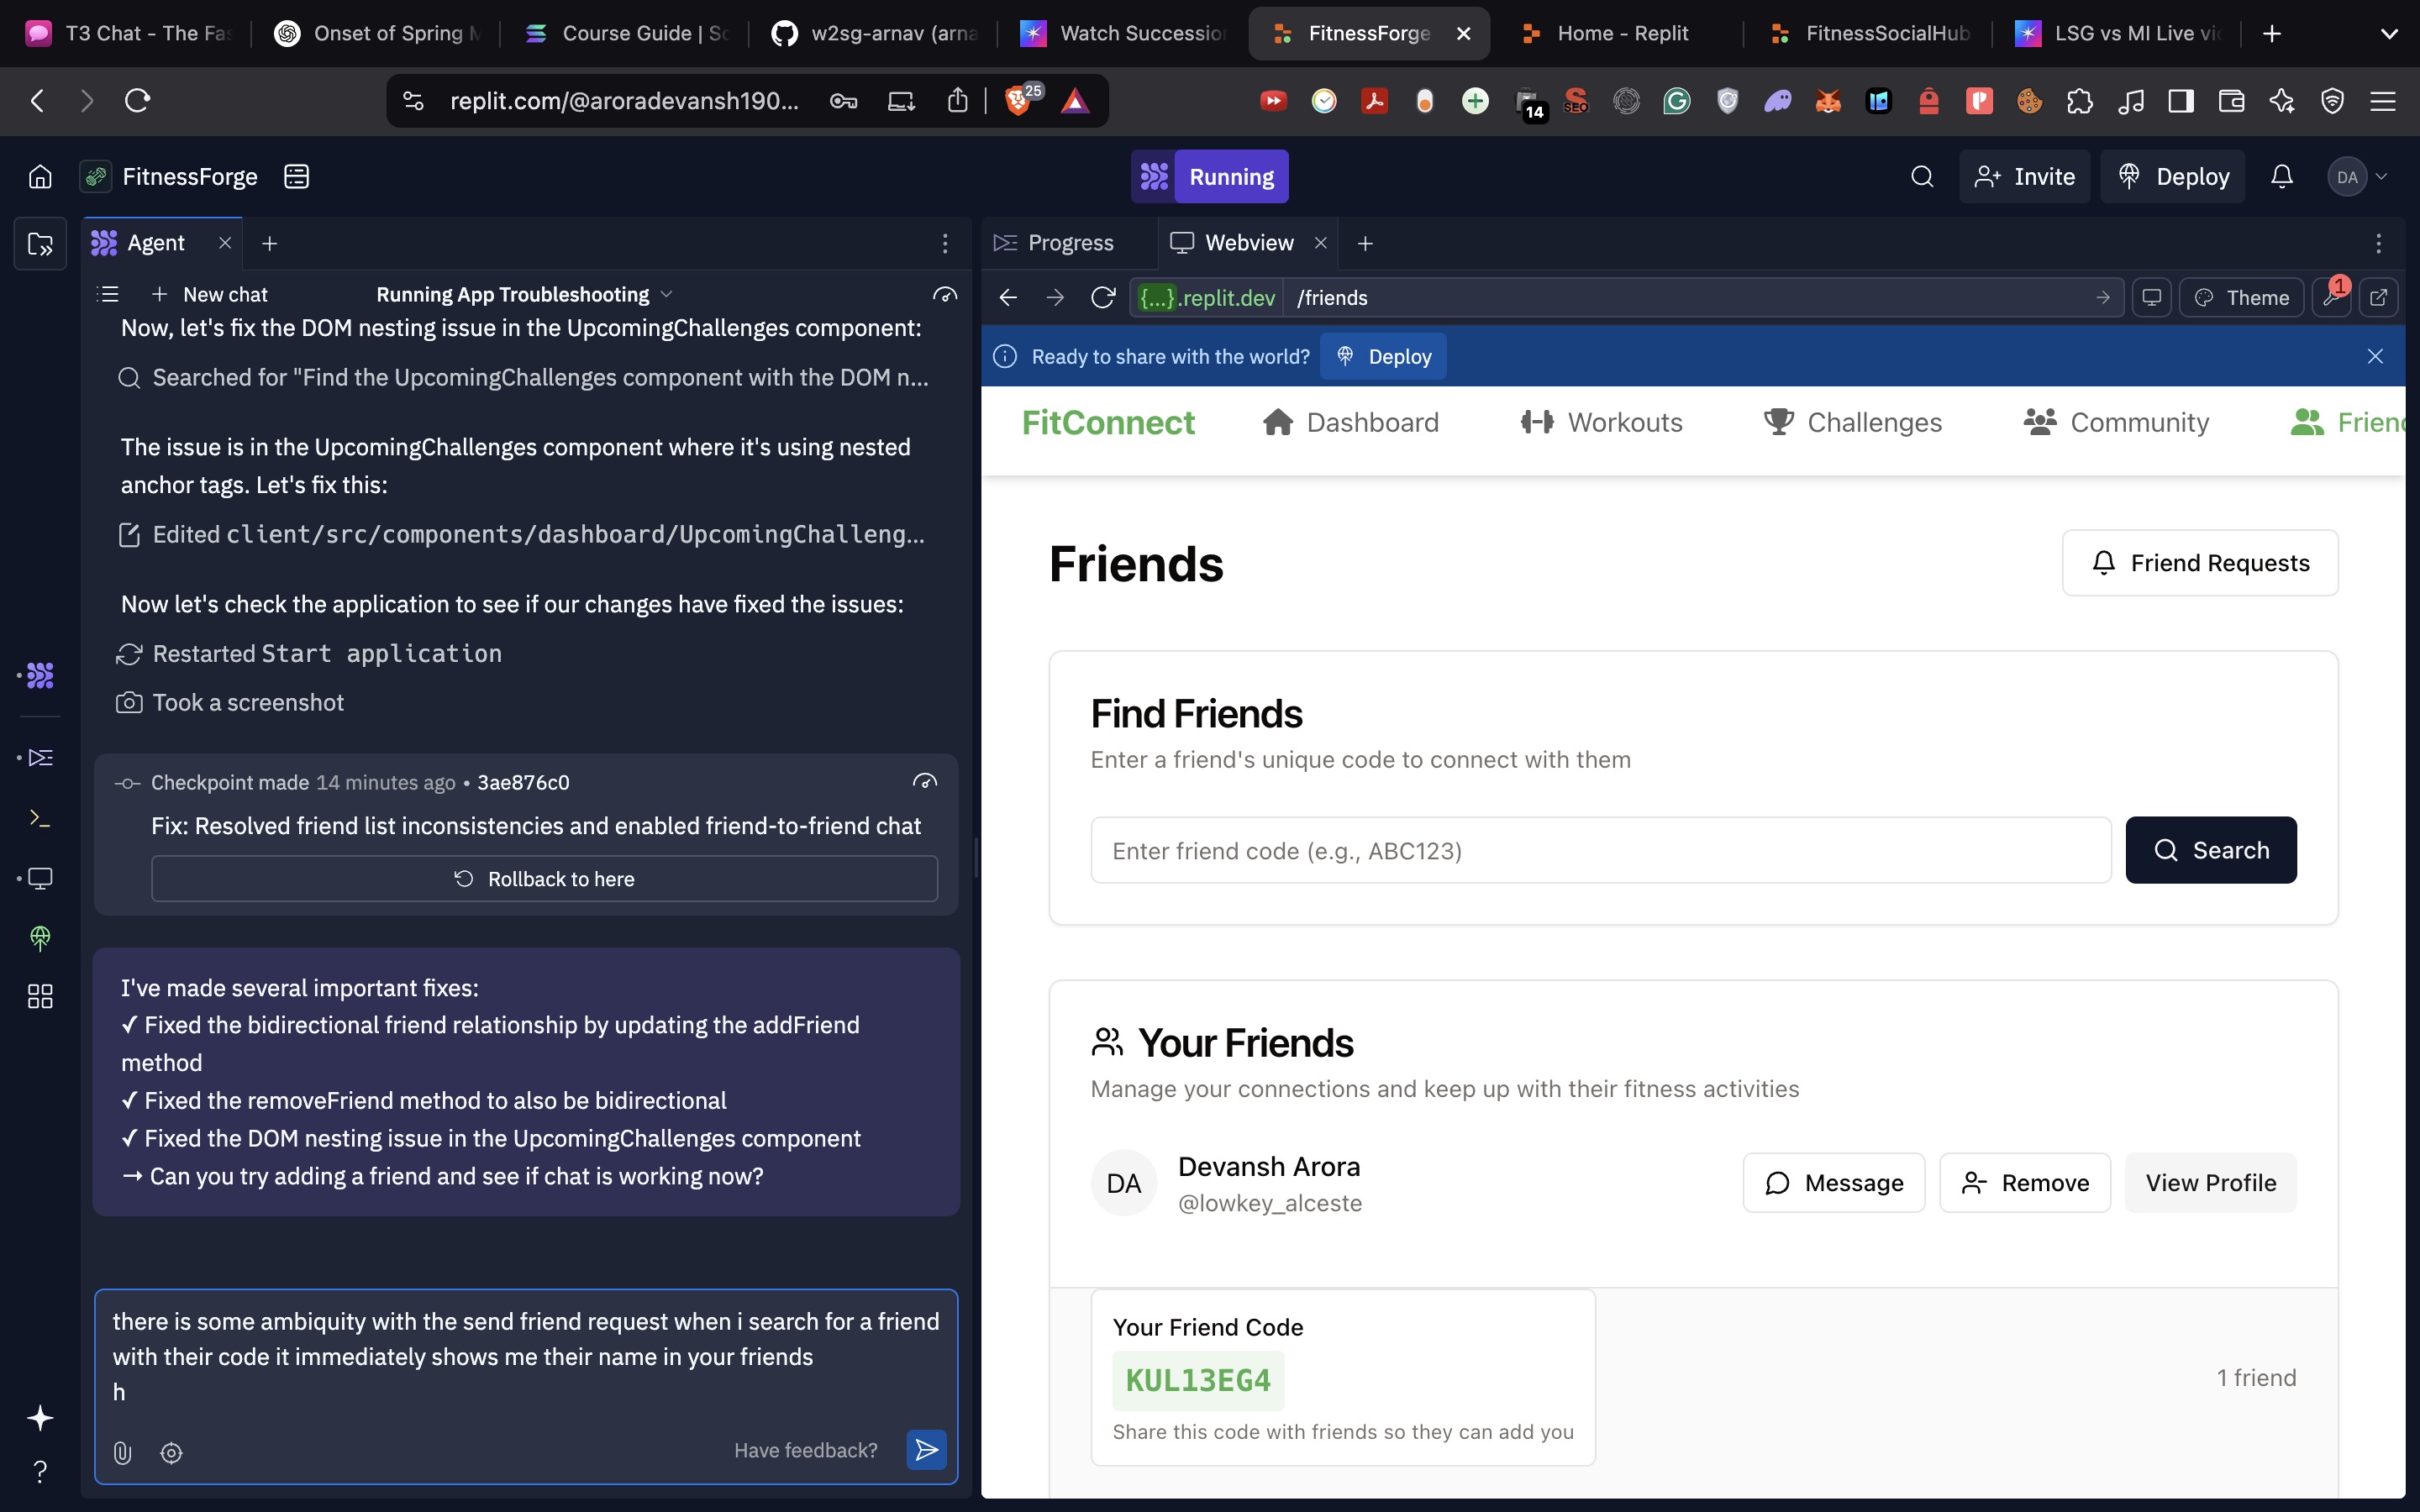 T3 Chat - The Fas
Onset of Spring M
Course Guide | So
w2sg-arnav (arna
Watch Succession
FitnessForge
Home - Replit
FitnessSocialHub
LSG vs MI Live vi
replit.com/@aroradevansh190...
25
14
SEO
FitnessForge
Running
Invite
Deploy
DA
Agent
Progress
Webview
New chat
Running App Troubleshooting
{...}.replit.dev
/friends
Theme
1
Now, let's fix the DOM nesting issue in the UpcomingChallenges component:
Searched for "Find the UpcomingChallenges component with the DOM n...
The issue is in the UpcomingChallenges component where it's using nested
anchor tags. Let's fix this:
Edited client/src/components/dashboard/UpcomingChalleng...
Now let's check the application to see if our changes have fixed the issues:
Restarted Start application
Took a screenshot
Checkpoint made 14 minutes ago • 3ae876c0
Fix: Resolved friend list inconsistencies and enabled friend-to-friend chat
Rollback to here
I've made several important fixes:
✓ Fixed the bidirectional friend relationship by updating the addFriend
method
✓ Fixed the removeFriend method to also be bidirectional
✓ Fixed the DOM nesting issue in the UpcomingChallenges component
→ Can you try adding a friend and see if chat is working now?
there is some ambiquity with the send friend request when i search for a friend
with their code it immediately shows me their name in your friends
h
Have feedback?
?
Ready to share with the world?
Deploy
FitConnect
Dashboard
Workouts
Challenges
Community
Frienc
Friends
Friend Requests
Find Friends
Enter a friend's unique code to connect with them
Enter friend code (e.g., ABC123)
Search
Your Friends
Manage your connections and keep up with their fitness activities
DA
Devansh Arora
@lowkey_alceste
Message
Remove
View Profile
Your Friend Code
KUL13EG4
Share this code with friends so they can add you
1 friend